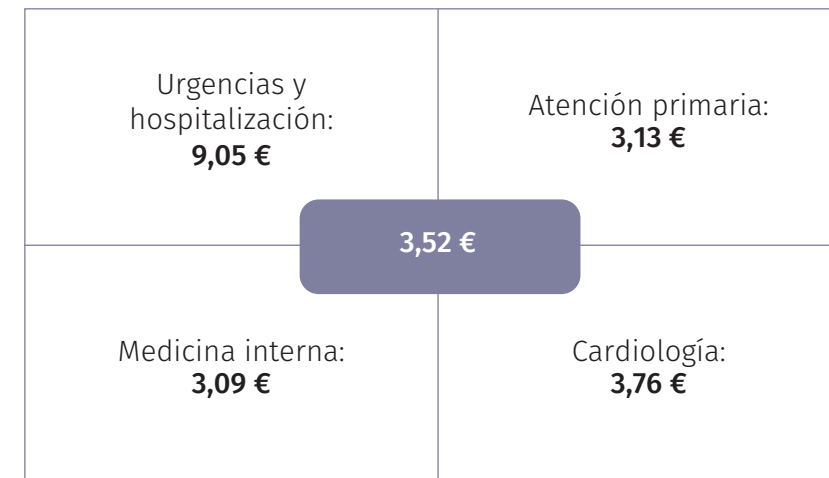 Urgencias y
hospitalización:
9,05 €
Atención primaria:
3,13 €
3,52 €
Medicina interna:
3,09 €
Cardiología:
3,76 €